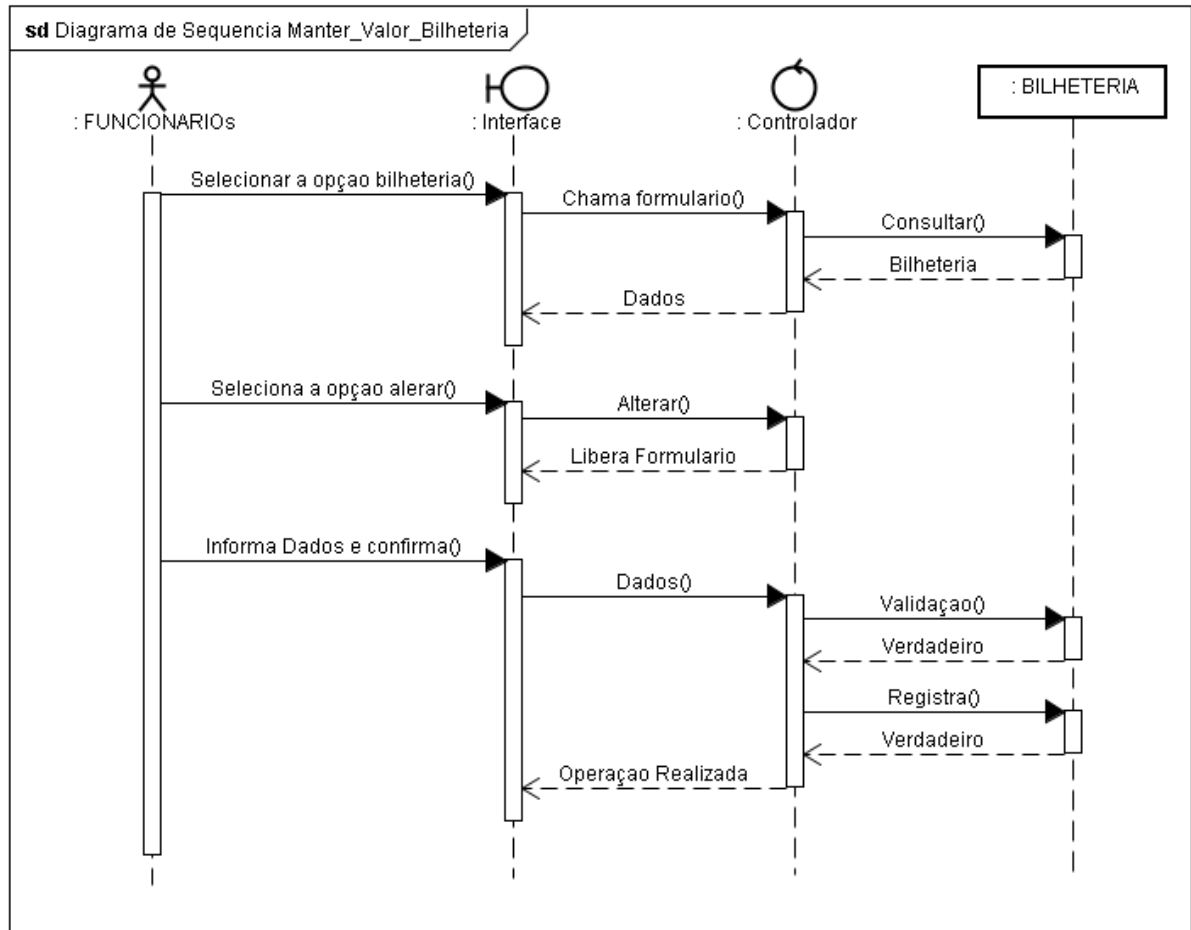 sd Diagrama de Sequencia Manter_Valor_Bilheteria
: FUNCIONARIOs
: Interface
: Controlador
: BILHETERIA
Selecionar a opçao bilheteria()
Chama formulario()
Consultar()
Bilheteria
Dados
Seleciona a opçao alerar()
Alterar()
Libera Formulario
Informa Dados e confirma()
Dados()
Validaçao()
Verdadeiro
Registra()
Verdadeiro
Operaçao Realizada